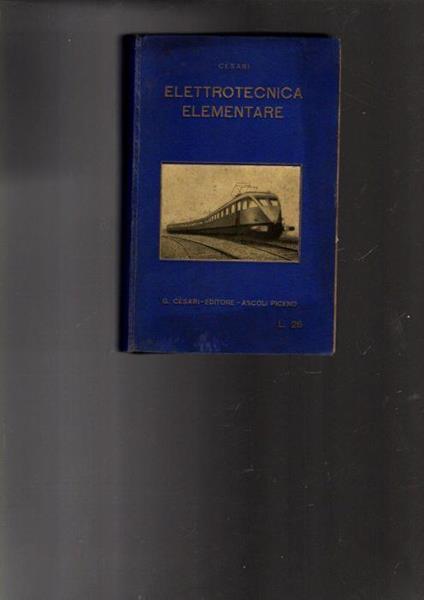 CESARI
ELETTROTECNICA
ELEMENTARE
G. CESARI - EDITORE - ASCOLI PICENO
L. 26